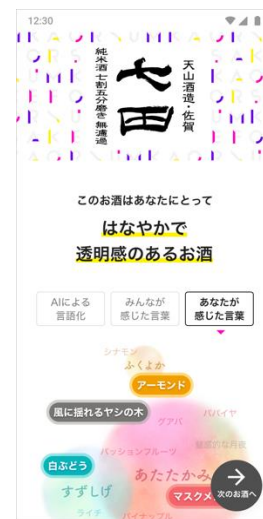 12:30
純米酒 七割五分磨き 無濾過
七田
天山酒造・佐賀
このお酒はあなたにとって
はなやかで
透明感のあるお酒
AIによる
言語化
みんなが
感じた言葉
あなたが
感じた言葉
シナモン
ふくよか
アーモンド
風に揺れるヤシの木
パパイヤ
グアバ
パッションフルーツ
魅惑的な月夜
白ぶどう
あたたかみ
すずしげ
マスクメ
次のお酒へ
ライチ
パイナップル